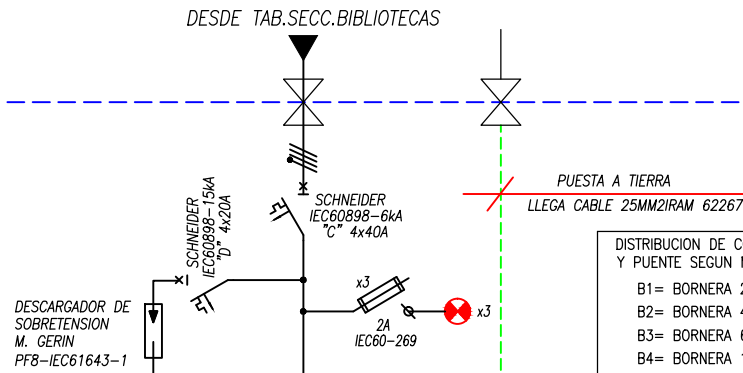 DESDE TAB.SECC.BIBLIOTECAS
SCHNEIDER
IEC60898-15kA
"D" 4x20A
SCHNEIDER
IEC60898-6kA
"C" 4x40A
PUESTA A TIERRA
LLEGA CABLE 25MM2IRAM 62267
DESCARGADOR DE
SOBRETENSION
M. GERIN
PF8-IEC61643-1
x3
2A
IEC60-269
x3
DISTRIBUCION DE
Y PUENTE SEGUN
B1= BORNERA
B2= BORNERA
B3= BORNERA
B4= BORNERA